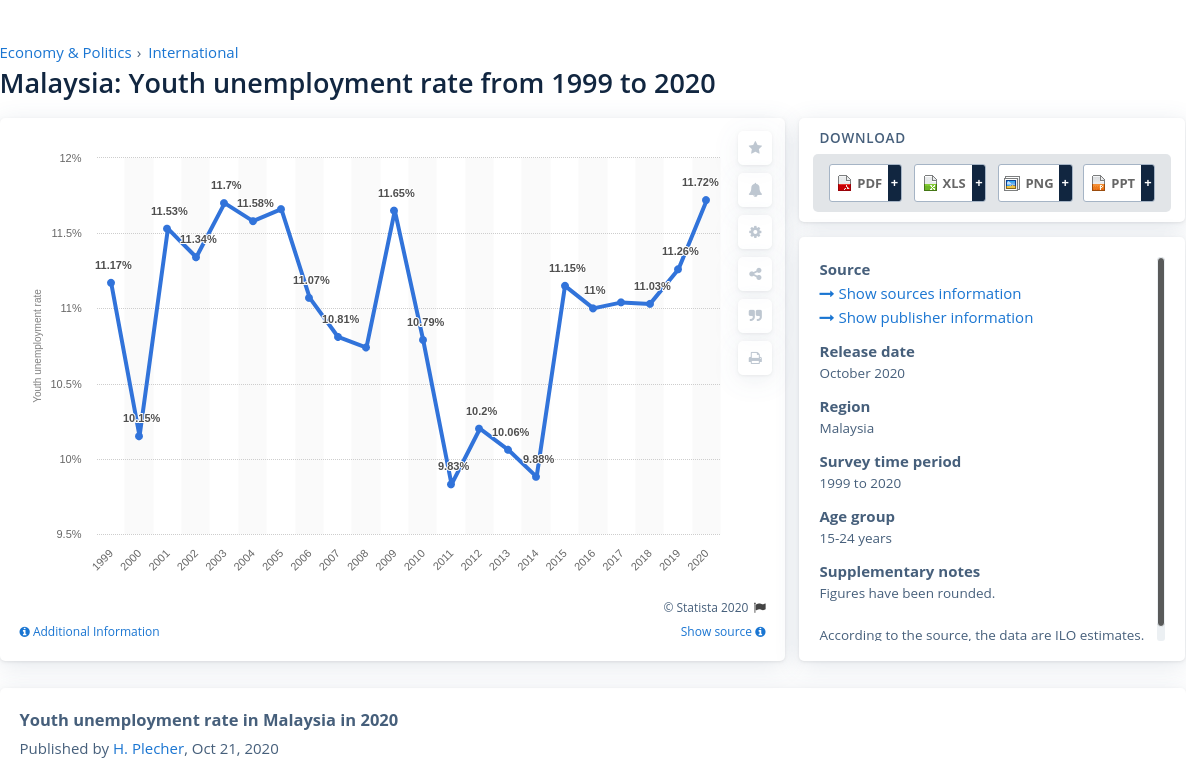 Economy & Politics › International
Malaysia: Youth unemployment rate from 1999 to 2020
12%
11.5%
11%
10.5%
10%
9.5%
Youth unemployment rate
11.17%
10.15%
11.53%
11.34%
11.7%
11.58%
11.07%
10.81%
11.65%
10.79%
9.83%
10.2%
10.06%
9.88%
11.15%
11%
11.03%
11.26%
11.72%
1999
2000
2001
2002
2003
2004
2005
2006
2007
2008
2009
2010
2011
2012
2013
2014
2015
2016
2017
2018
2019
2020
© Statista 2020
Additional Information
Show source
DOWNLOAD
PDF +
XLS +
PNG +
PPT +
Source
Show sources information
Show publisher information
Release date
October 2020
Region
Malaysia
Survey time period
1999 to 2020
Age group
15-24 years
Supplementary notes
Figures have been rounded.
According to the source, the data are ILO estimates.
Youth unemployment rate in Malaysia in 2020
Published by H. Plecher, Oct 21, 2020